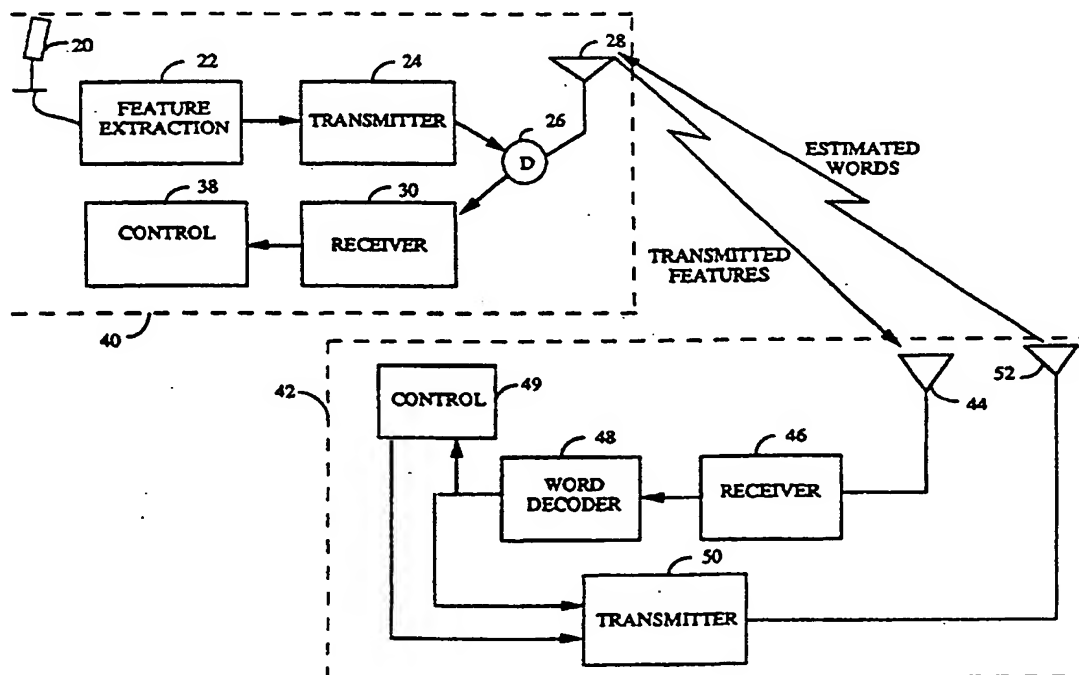 20
22
24
28
FEATURE
EXTRACTION
TRANSMITTER
26
D
ESTIMATED
WORDS
38
30
CONTROL
RECEIVER
TRANSMITTED
FEATURES
40
42
CONTROL
49
44
52
48
46
WORD
DECODER
RECEIVER
50
TRANSMITTER